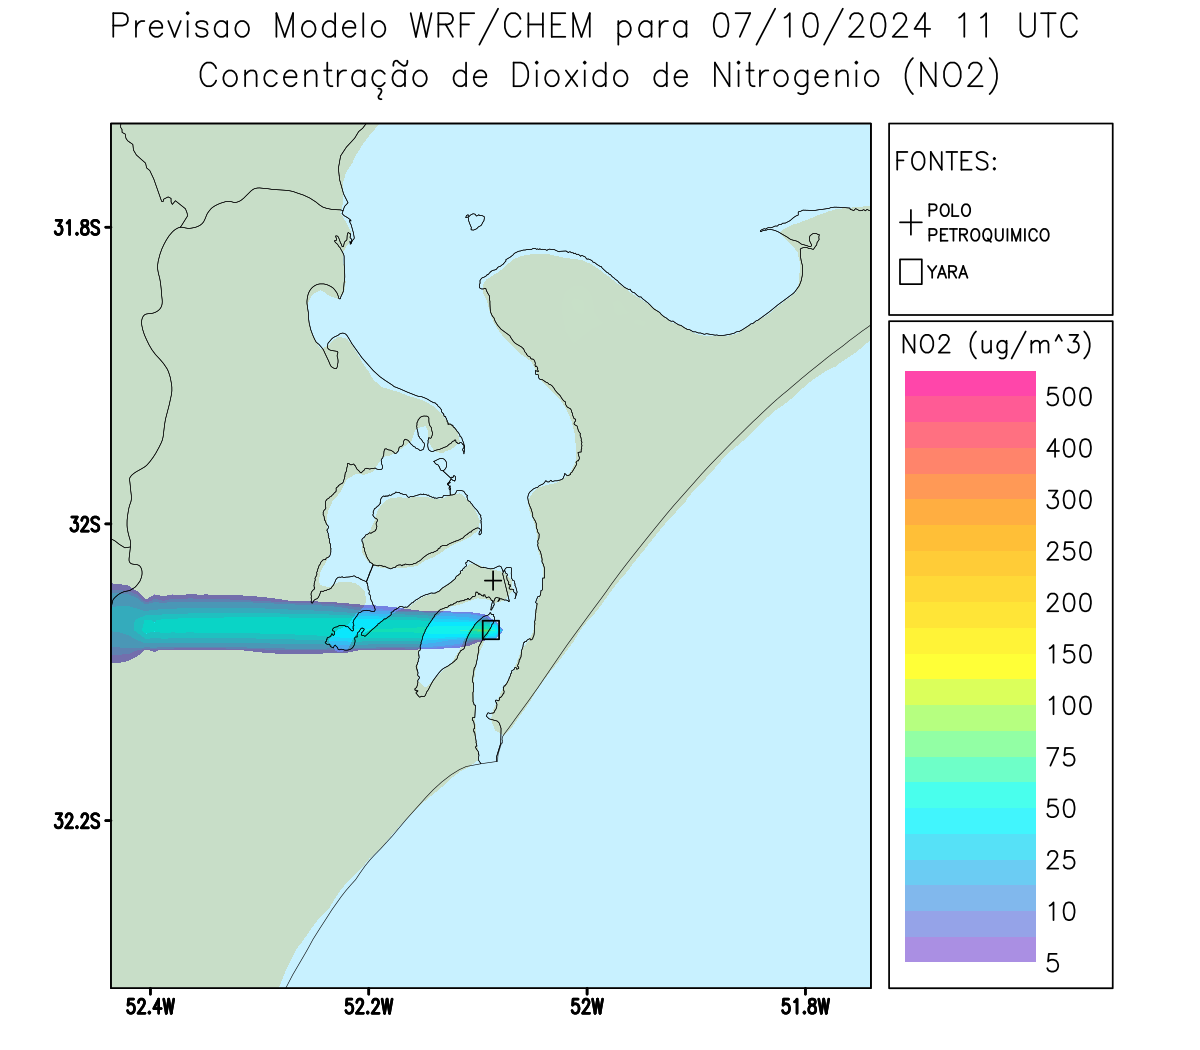 Previsao Modelo WRF/CHEM para 07/10/2024 11 UTC
Concentração de Dioxido de Nitrogenio (NO2)
FONTES:
POLO
PETROQUIMICO
YARA
NO2 (ug/m^3)
500
400
300
250
200
150
100
75
50
25
10
5
31.8S
32S
32.2S
52.4W
52.2W
52W
51.8W